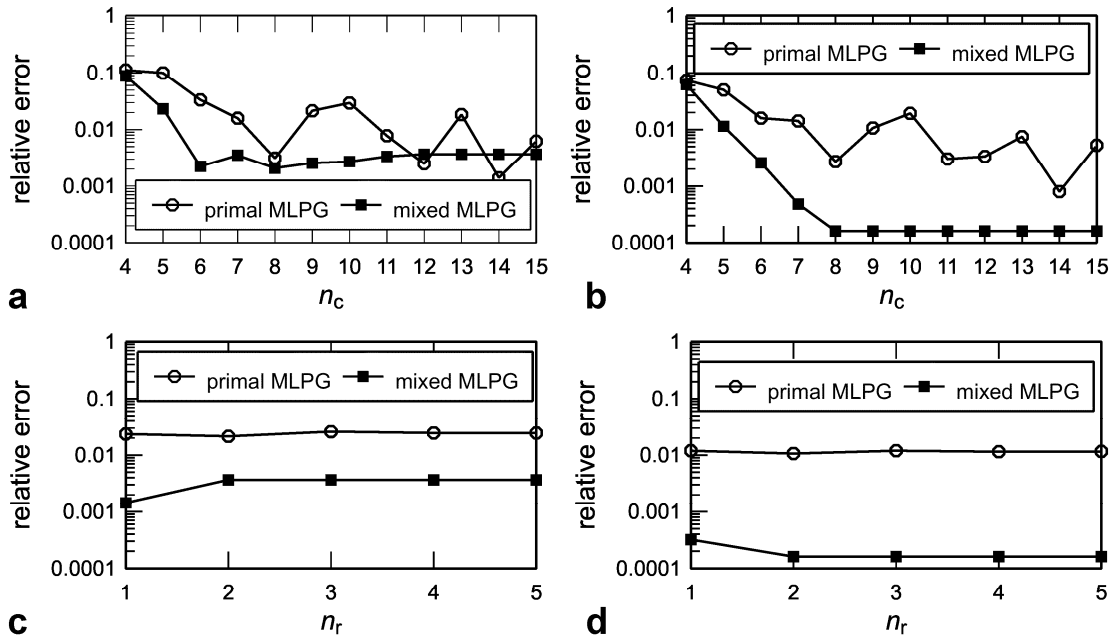 1
0.1
0.01
0.001
0.0001
relative error
primal MLPG mixed MLPG
4 5 6 7 8 9 10 11 12 13 14 15
n_c
a
1
0.1
0.01
0.001
0.0001
relative error
primal MLPG mixed MLPG
4 5 6 7 8 9 10 11 12 13 14 15
n_c
b
1
0.1
0.01
0.001
0.0001
relative error
primal MLPG mixed MLPG
1 2 3 4 5
n_r
c
1
0.1
0.01
0.001
0.0001
relative error
primal MLPG mixed MLPG
1 2 3 4 5
n_r
d